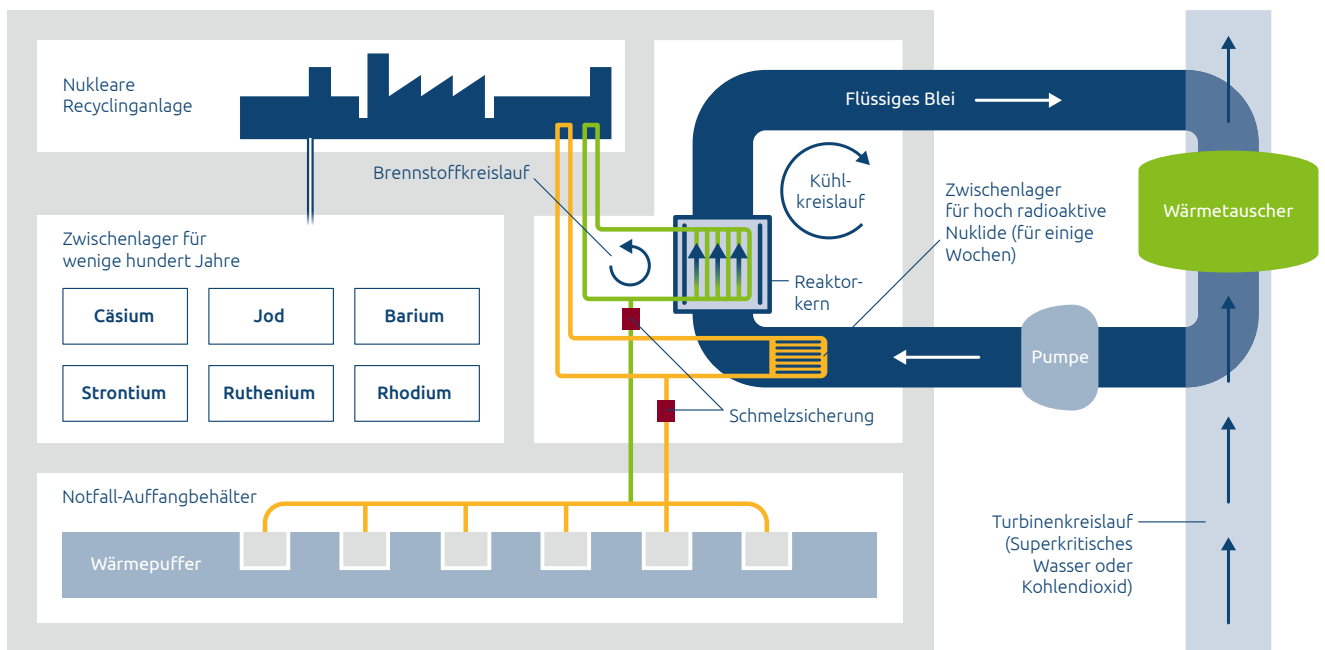 Nukleare
Recyclinganlage
Brennstoffkreislauf
Flüssiges Blei
Kühl-
kreislauf
Zwischenlager
für hoch radioaktive
Nuklide (für einige
Wochen)
Wärmetauscher
Zwischenlager für
wenige hundert Jahre
Cäsium
Jod
Barium
Strontium
Ruthenium
Rhodium
Reaktor-
kern
Pumpe
Schmelzsicherung
Notfall-Auffangbehälter
Wärmepuffer
Turbinenkreislauf
(Superkritisches
Wasser oder
Kohlendioxid)